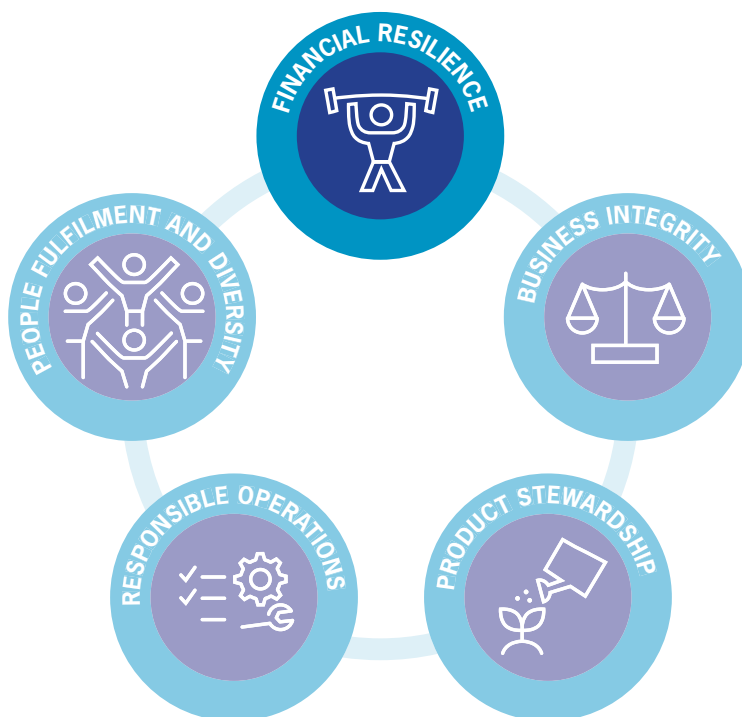 FINANCIAL RESILIENCE
BUSINESS INTEGRITY
PRODUCT STEWARDSHIP
RESPONSIBLE OPERATIONS
PEOPLE FULFILMENT AND DIVERSITY